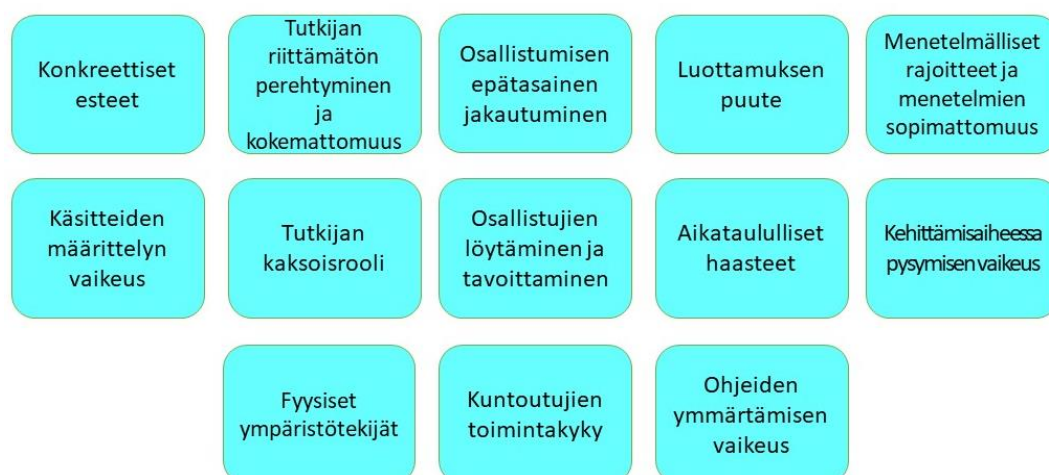 Konkreettiset
esteet
Tutkijan
riittämätön
perehtyminen
ja
kokemattomuus
Osallistumisen
epätasainen
jakautuminen
Luottamuksen
puute
Menetelmälliset
rajoitteet ja
menetelmien
sopimattomuus
Käsitteiden
määrittelyn
vaikeus
Tutkijan
kaksoisrooli
Osallistujien
löytäminen ja
tavoittaminen
Aikataululliset
haasteet
Kehittämisaiheessa
pysymisen vaikeus
Fyysiset
ympäristötekijät
Kuntoutujien
toimintakyky
Ohjeiden
ymmärtämisen
vaikeus